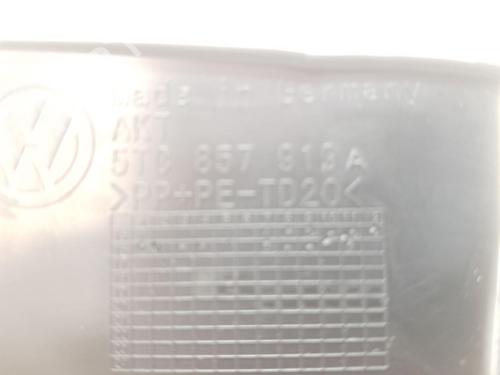 Made in Germany
AKT
5TC 857 919 A
>PP+PE-TD20<